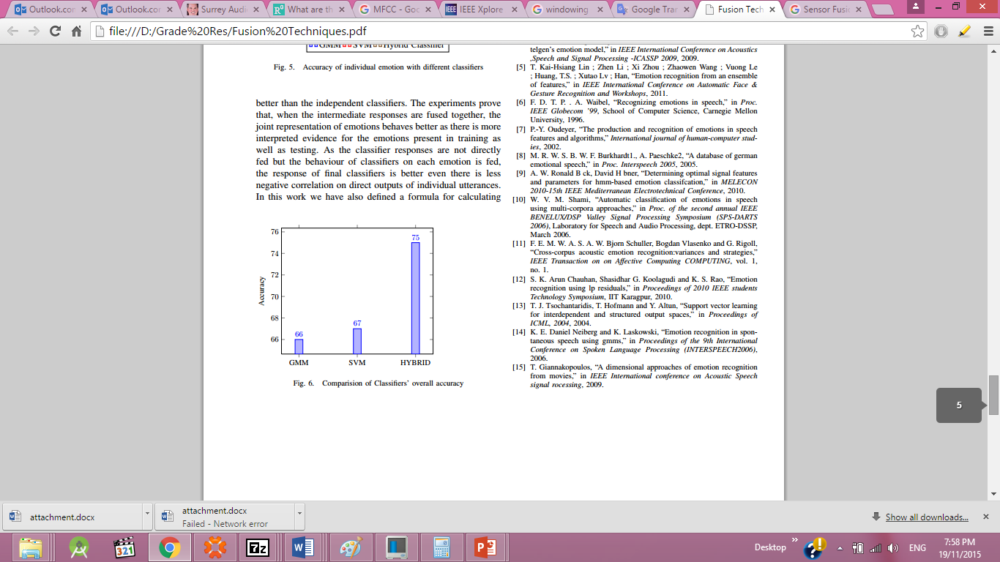 Outlook.cor
Outlook.cor
Surrey Audi
What are th
MFCC - Goo
IEEE Xplore
windowing
Google Tran
Fusion Tech
Sensor Fusio
file:///D:/Grade%20Res/Fusion%20Techniques.pdf
GMM SVM Hybrid Classifier
Fig. 5. Accuracy of individual emotion with different classifiers
better than the independent classifiers. The experiments prove
that, when the intermediate responses are fused together, the
joint representation of emotions behaves better as there is more
interpreted evidence for the emotions present in training as
well as testing. As the classifier responses are not directly
fed but the behaviour of classifiers on each emotion is fed,
the response of final classifiers is better even there is less
negative correlation on direct outputs of individual utterances.
In this work we have also defined a formula for calculating
76
74
72
70
68
66
Accuracy
66
67
75
GMM SVM HYBRID
Fig. 6. Comparision of Classifiers' overall accuracy
telgen's emotion model," in IEEE International Conference on Acoustics
,Speech and Signal Processing -ICASSP 2009, 2009.
[5] T. Kai-Hsiang Lin ; Zhen Li ; Xi Zhou ; Zhaowen Wang ; Vuong Le
; Huang, T.S. ; Xutao Lv ; Han, "Emotion recognition from an ensemble
of features," in IEEE International Conference on Automatic Face &
Gesture Recognition and Workshops, 2011.
[6] F. D. T. P. . A. Waibel, "Recognizing emotions in speech," in Proc.
IEEE Globecom '99, School of Computer Science, Carnegie Mellon
University, 1996.
[7] P.-Y. Oudeyer, "The production and recognition of emotions in speech
features and algorithms," International journal of human-computer stud-
ies, 2002.
[8] M. R. W. S. B. W. F. Burkhardt1., A. Paeschke2, "A database of german
emotional speech," in Proc. Interspeech 2005, 2005.
[9] A. W. Ronald B ck, David H bner, "Determining optimal signal features
and parameters for hmm-based emotion classifcation," in MELECON
2010-15th IEEE Mediterranean Electrotechnical Conference, 2010.
[10] W. V. M. Shami, "Automatic classification of emotions in speech
using multi-corpora approaches," in Proc. of the second annual IEEE
BENELUX/DSP Valley Signal Processing Symposium (SPS-DARTS
2006), Laboratory for Speech and Audio Processing, dept. ETRO-DSSP,
March 2006.
[11] F. E. M. W. A. S. A. W. Bjorn Schuller, Bogdan Vlasenko and G. Rigoll,
"Cross-corpus acoustic emotion recognition:variances and strategies,"
IEEE Transaction on on Affective Computing COMPUTING, vol. 1,
no. 1.
[12] S. K. Arun Chauhan, Shasidhar G. Koolagudi and K. S. Rao, "Emotion
recognition using lp residuals," in Proceedings of 2010 IEEE students
Technology Symposium, IIT Karagpur, 2010.
[13] T. J. Tsochantaridis, T. Hofmann and Y. Altun, "Support vector learning
for interdependent and structured output spaces," in Proceedings of
ICML, 2004, 2004.
[14] K. E. Daniel Neiberg and K. Laskowski, "Emotion recognition in spon-
taneous speech using gmms," in Proceedings of the 9th International
Conference on Spoken Language Processing (INTERSPEECH2006),
2006.
[15] T. Giannakopoulos, "A dimensional approaches of emotion recognition
from movies," in IEEE International conference on Acoustic Speech
signal rocessing, 2009.
5
attachment.docx
attachment.docx
Failed - Network error
Show all downloads...
321
7z
Desktop
ENG
7:58 PM
19/11/2015